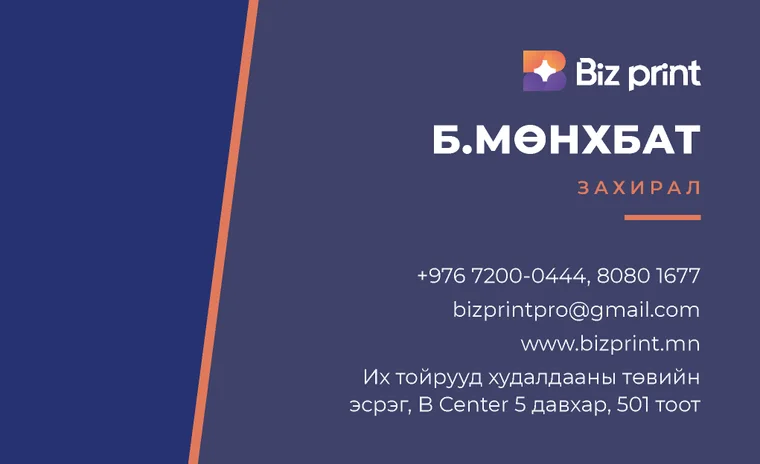 Biz print
Б.МӨНХБАТ
ЗАХИРАЛ
+976 7200-0444, 8080 1677
bizprintpro@gmail.com
www.bizprint.mn
Их тойрууд худалдааны төвийн
эсрэг, B Center 5 давхар, 501 тоот